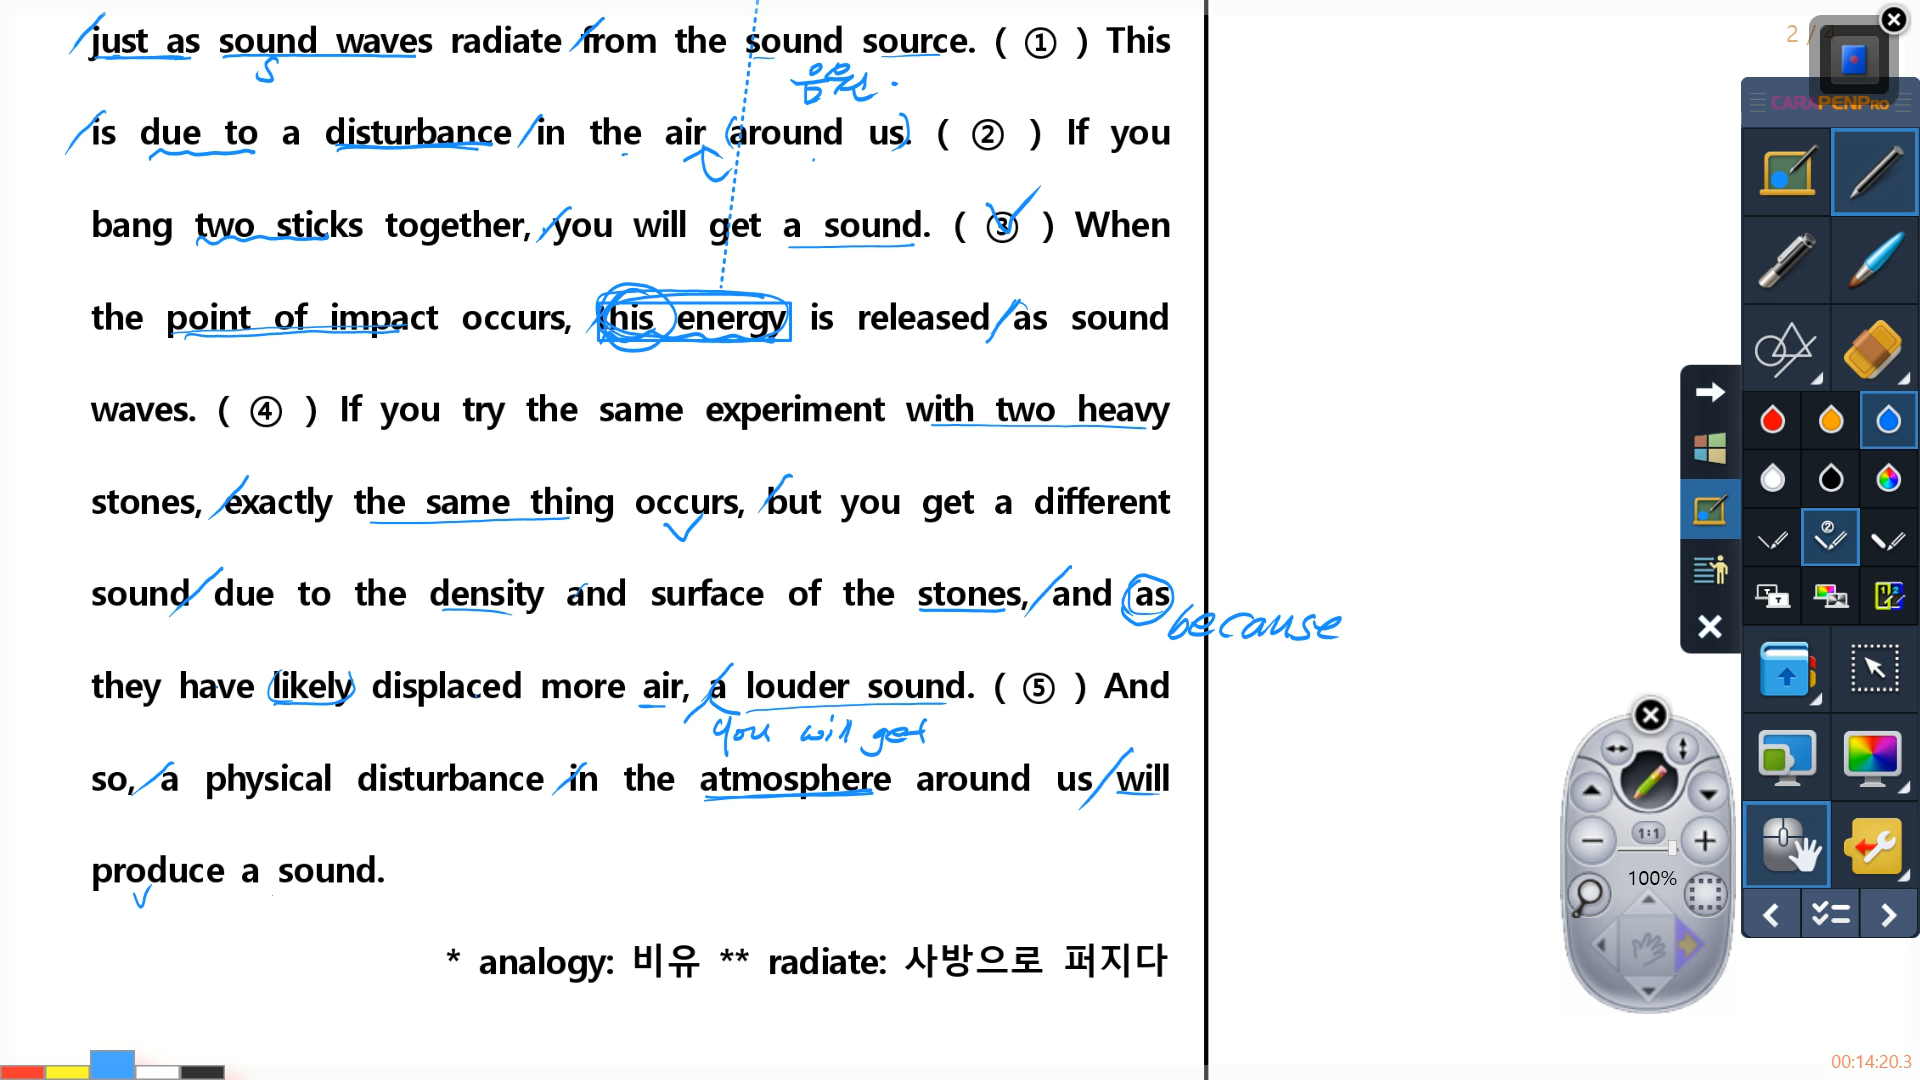 just as sound waves radiate from the sound source. ( ① ) This
S
음원.
is due to a disturbance in the air (around us). ( ② ) If you
bang two sticks together, you will get a sound. ( ③ ) When
the point of impact occurs, this energy is released as sound
waves. ( ④ ) If you try the same experiment with two heavy
stones, exactly the same thing occurs, but you get a different
sound due to the density and surface of the stones, and as
because
they have likely displaced more air, a louder sound. ( ⑤ ) And
you will get
so, a physical disturbance in the atmosphere around us will
produce a sound.
* analogy: 비유 ** radiate: 사방으로 퍼지다
CARAPENPRO
1:1
100%
00:14:20.3